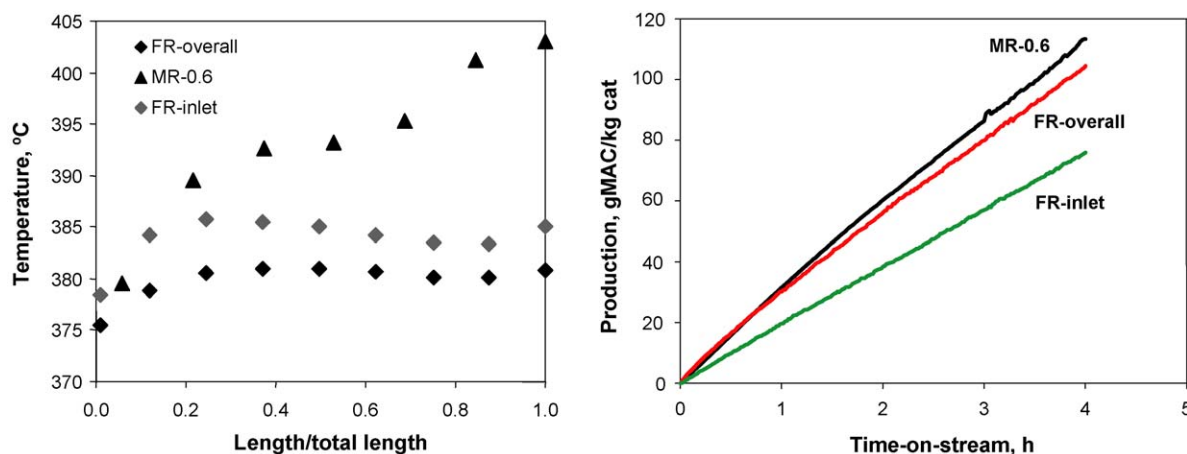 405
400
395
390
385
380
375
370
Temperature, ºC
FR-overall
MR-0.6
FR-inlet
0.0 0.2 0.4 0.6 0.8 1.0
Length/total length
120
100
80
60
40
20
0
Production, gMAC/kg cat
MR-0.6
FR-overall
FR-inlet
0 1 2 3 4 5
Time-on-stream, h